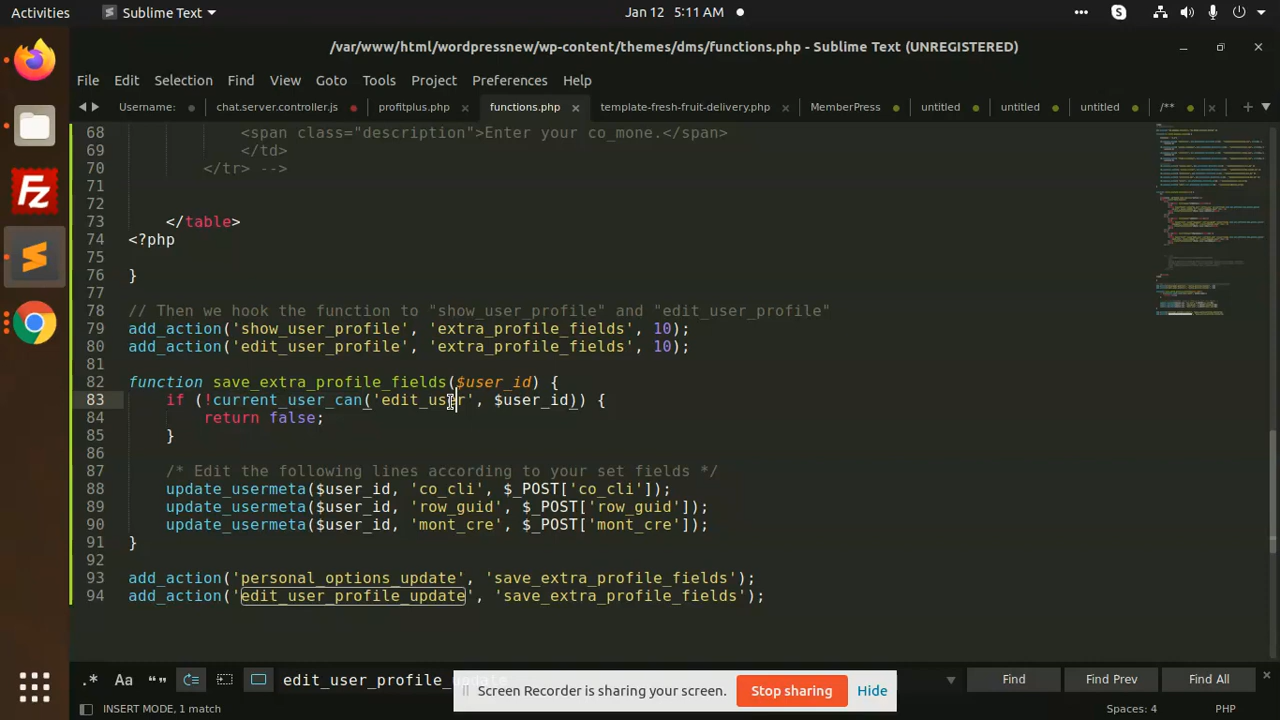 Activities Sublime Text Jan 12 5:11 AM
/var/www/html/wordpressnew/wp-content/themes/dms/functions.php - Sublime Text (UNREGISTERED)
File Edit Selection Find View Goto Tools Project Preferences Help
Username: chat.server.controller.js profitplus.php functions.php template-fresh-fruit-delivery.php MemberPress untitled untitled untitled /**
68 <span class="description">Enter your co_mone.</span>
69 </td>
70 </tr> -->
71
72
73 </table>
74 <?php
75
76 }
77
78 // Then we hook the function to "show_user_profile" and "edit_user_profile"
79 add_action('show_user_profile', 'extra_profile_fields', 10);
80 add_action('edit_user_profile', 'extra_profile_fields', 10);
81
82 function save_extra_profile_fields($user_id) {
83 if (!current_user_can('edit_user', $user_id)) {
84 return false;
85 }
86
87 /* Edit the following lines according to your set fields */
88 update_usermeta($user_id, 'co_cli', $_POST['co_cli']);
89 update_usermeta($user_id, 'row_guid', $_POST['row_guid']);
90 update_usermeta($user_id, 'mont_cre', $_POST['mont_cre']);
91 }
92
93 add_action('personal_options_update', 'save_extra_profile_fields');
94 add_action('edit_user_profile_update', 'save_extra_profile_fields');
.* Aa “” edit_user_profile_update Find Find Prev Find All
Screen Recorder is sharing your screen. Stop sharing Hide
INSERT MODE, 1 match Spaces: 4 PHP